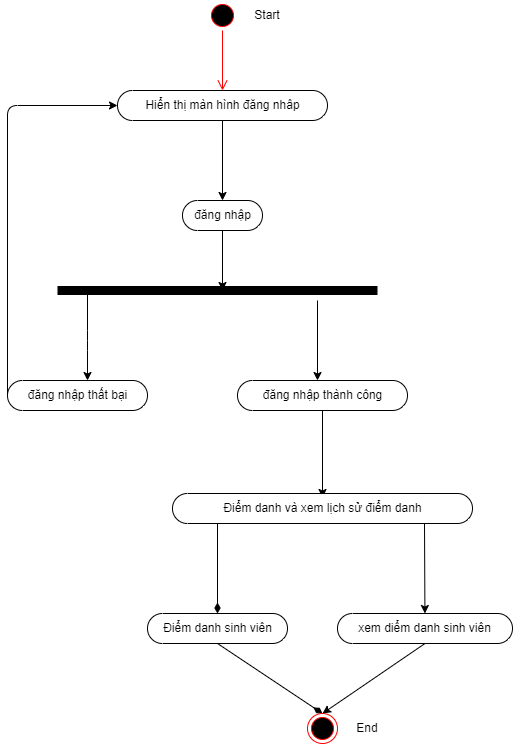 Start
Hiển thị màn hình đăng nhâp
đăng nhập
đăng nhập thất bại
đăng nhập thành công
Điểm danh và xem lịch sử điểm danh
Điểm danh sinh viên
xem diểm danh sinh viên
End